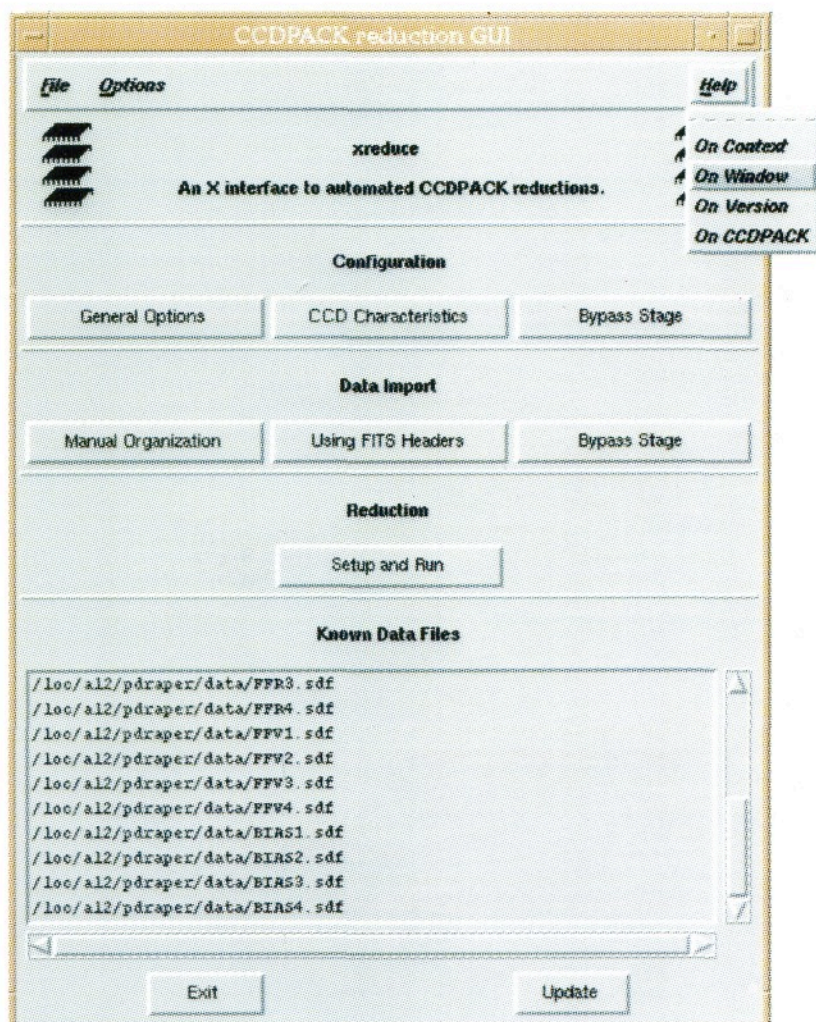 CCDPACK reduction GUI
File Options Help
xreduce
An X interface to automated CCDPACK reductions.
On Context
On Window
On Version
On CCDPACK
Configuration
General Options CCD Characteristics Bypass Stage
Data Import
Manual Organization Using FITS Headers Bypass Stage
Reduction
Setup and Run
Known Data Files
/loc/al2/pdraper/data/FFR3.sdf
/loc/al2/pdraper/data/FFR4.sdf
/loc/al2/pdraper/data/FFV1.sdf
/loc/al2/pdraper/data/FFV2.sdf
/loc/al2/pdraper/data/FFV3.sdf
/loc/al2/pdraper/data/FFV4.sdf
/loc/al2/pdraper/data/BIAS1.sdf
/loc/al2/pdraper/data/BIAS2.sdf
/loc/al2/pdraper/data/BIAS3.sdf
/loc/al2/pdraper/data/BIAS4.sdf
Exit Update